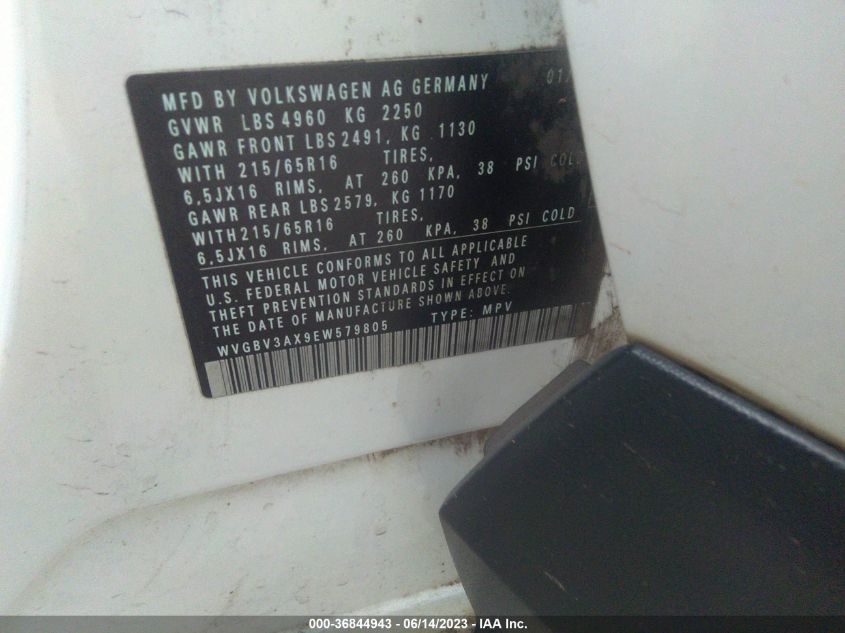 MFD BY VOLKSWAGEN AG GERMANY 01/
GVWR LBS 4960 KG 2250
GAWR FRONT LBS 2491, KG 1130
WITH 215/65R16 TIRES,
6,5JX16 RIMS, AT 260 KPA, 38 PSI COLD
GAWR REAR LBS 2579, KG 1170
WITH 215/65R16 TIRES,
6,5JX16 RIMS, AT 260 KPA, 38 PSI COLD
THIS VEHICLE CONFORMS TO ALL APPLICABLE
U.S. FEDERAL MOTOR VEHICLE SAFETY AND
THEFT PREVENTION STANDARDS IN EFFECT ON
THE DATE OF MANUFACTURE SHOWN ABOVE.
WVGBV3AX9EW579805 TYPE: MPV
000-36844943 - 06/14/2023 - IAA Inc.